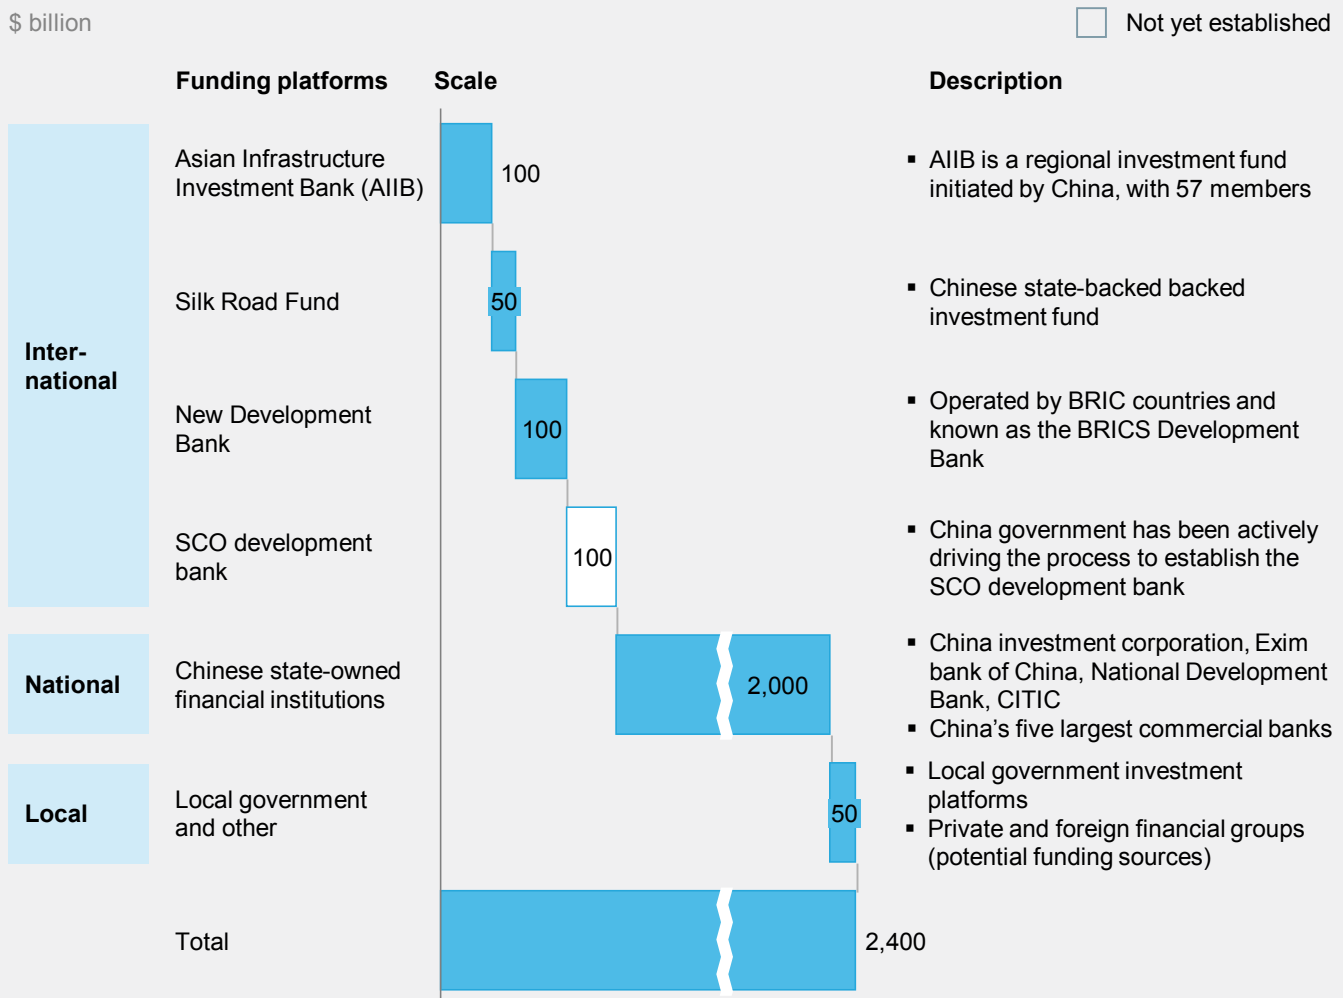 $ billion
Not yet established
Funding platforms
Scale
Description
Inter-
national
Asian Infrastructure
Investment Bank (AIIB)
100
▪ AIIB is a regional investment fund
initiated by China, with 57 members
Silk Road Fund
50
▪ Chinese state-backed backed
investment fund
New Development
Bank
100
▪ Operated by BRIC countries and
known as the BRICS Development
Bank
SCO development
bank
100
▪ China government has been actively
driving the process to establish the
SCO development bank
National
Chinese state-owned
financial institutions
2,000
▪ China investment corporation, Exim
bank of China, National Development
Bank, CITIC
▪ China’s five largest commercial banks
Local
Local government
and other
50
▪ Local government investment
platforms
▪ Private and foreign financial groups
(potential funding sources)
Total
2,400